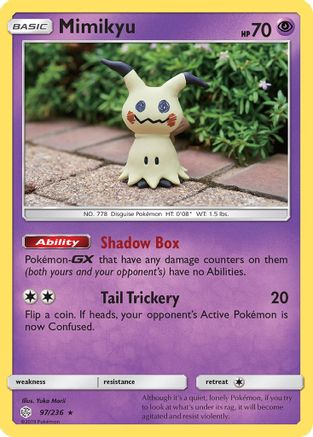 BASIC Mimikyu HP 70
NO. 778 Disguise Pokémon HT: 0'08" WT: 1.5 lbs.
Ability Shadow Box
Pokémon-GX that have any damage counters on them
(both yours and your opponent's) have no Abilities.
Tail Trickery 20
Flip a coin. If heads, your opponent's Active Pokémon is
now Confused.
weakness resistance retreat
Illus. Yuka Morii
97/236 ★
©2019 Pokémon
Although it's a quiet, lonely Pokémon, if you try
to look at what's under its rag, it will become
agitated and resist violently.